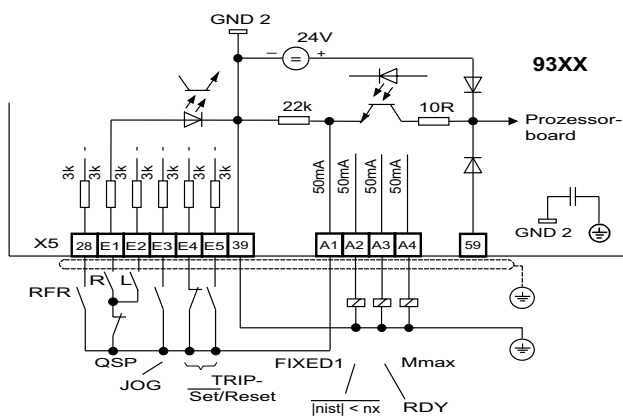 GND 2
24V
− = +
93XX
22k
10R
Prozessor-
board
3k 3k 3k 3k 3k 3k
50mA 50mA 50mA 50mA
GND 2
X5 28 E1 E2 E3 E4 E5 39 A1 A2 A3 A4 59
RFR R L
QSP
JOG
TRIP-
Set/Reset
FIXED1
Mmax
|nist| < nx
RDY